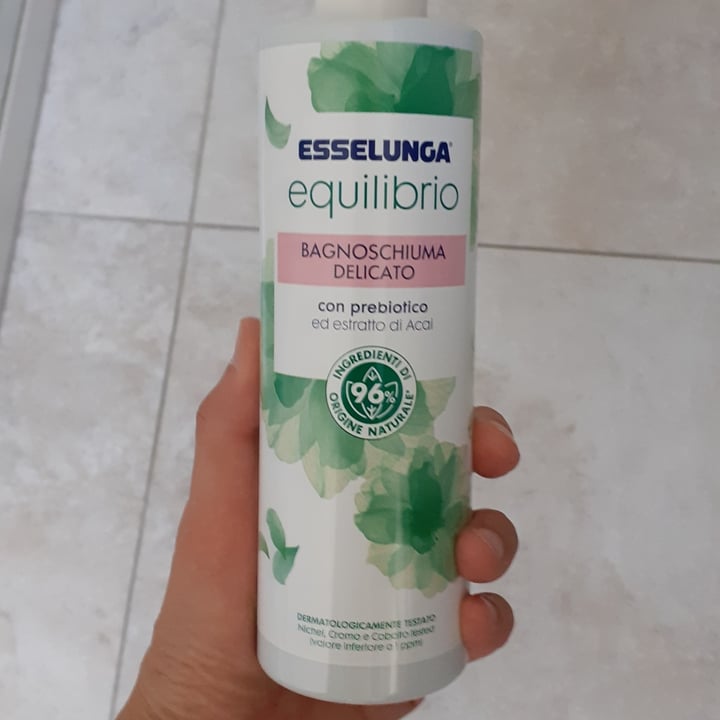 ESSELUNGA®
equilibrio
BAGNOSCHIUMA
DELICATO
con prebiotico
ed estratto di Acai
INGREDIENTI DI
96%
ORIGINE NATURALE*
DERMATOLOGICAMENTE TESTATO
Nichel, Cromo e Cobalto tested
(valore inferiore a 1 ppm)